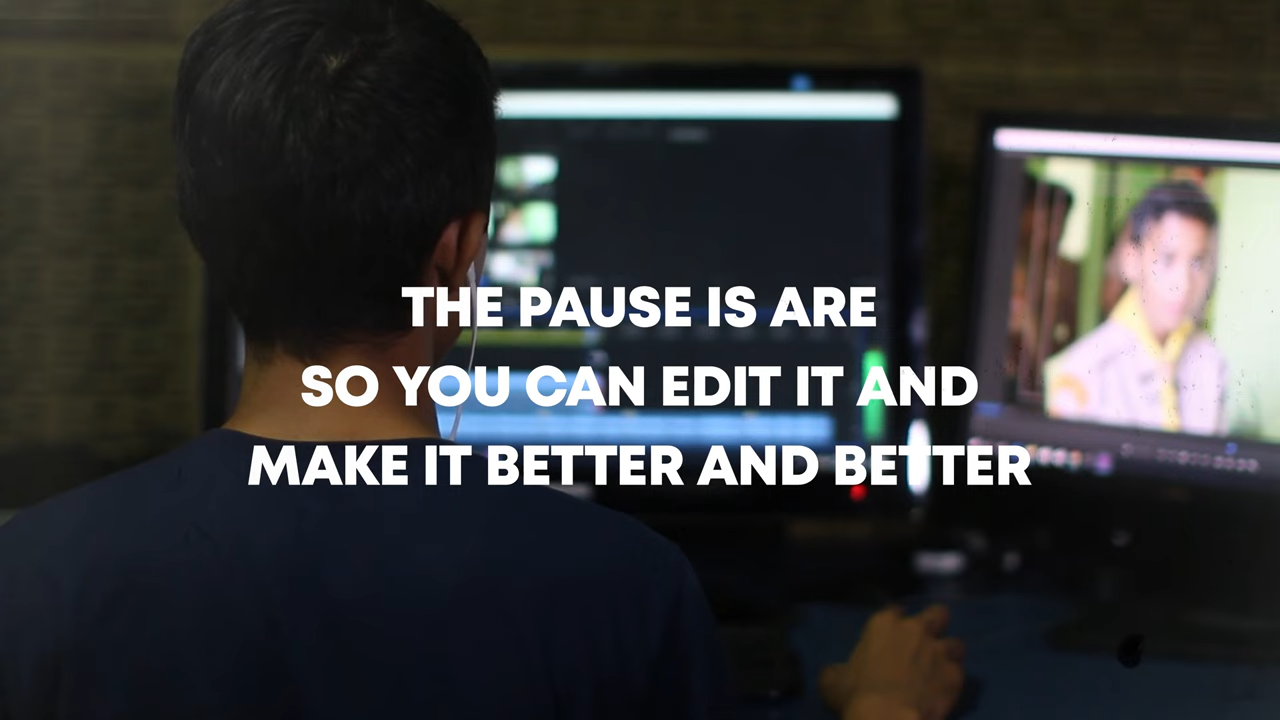 THE PAUSE IS ARE
SO YOU CAN EDIT IT AND
MAKE IT BETTER AND BETTER